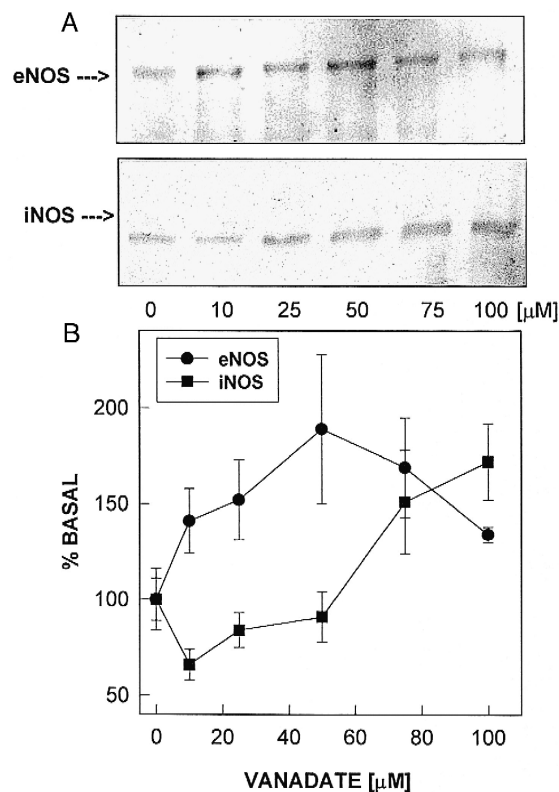 A
eNOS --->
iNOS --->
0 10 25 50 75 100 [μM]
B
eNOS
iNOS
200
150
100
50
% BASAL
0 20 40 60 80 100
VANADATE [μM]